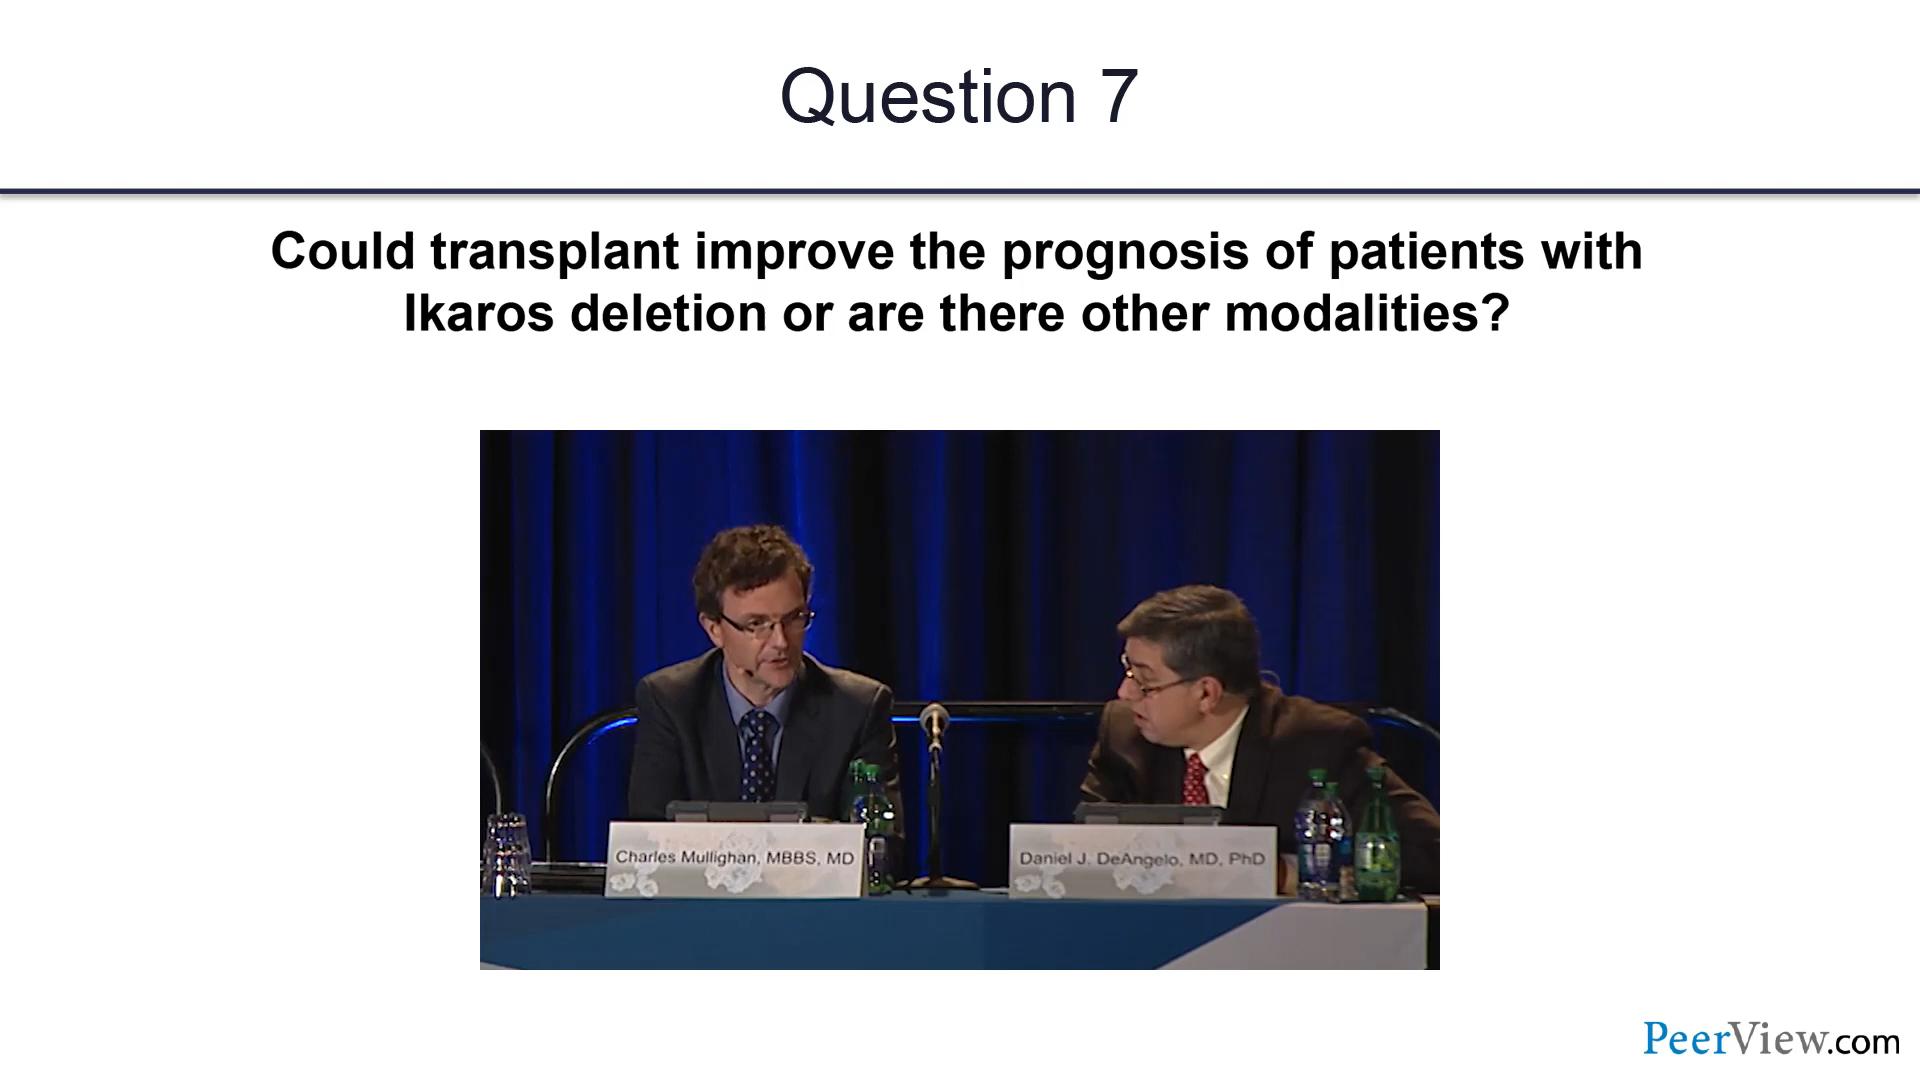 Question 7
Could transplant improve the prognosis of patients with
Ikaros deletion or are there other modalities?
Charles Mullighan, MBBS, MD
Daniel J. DeAngelo, MD, PhD
PeerView.com